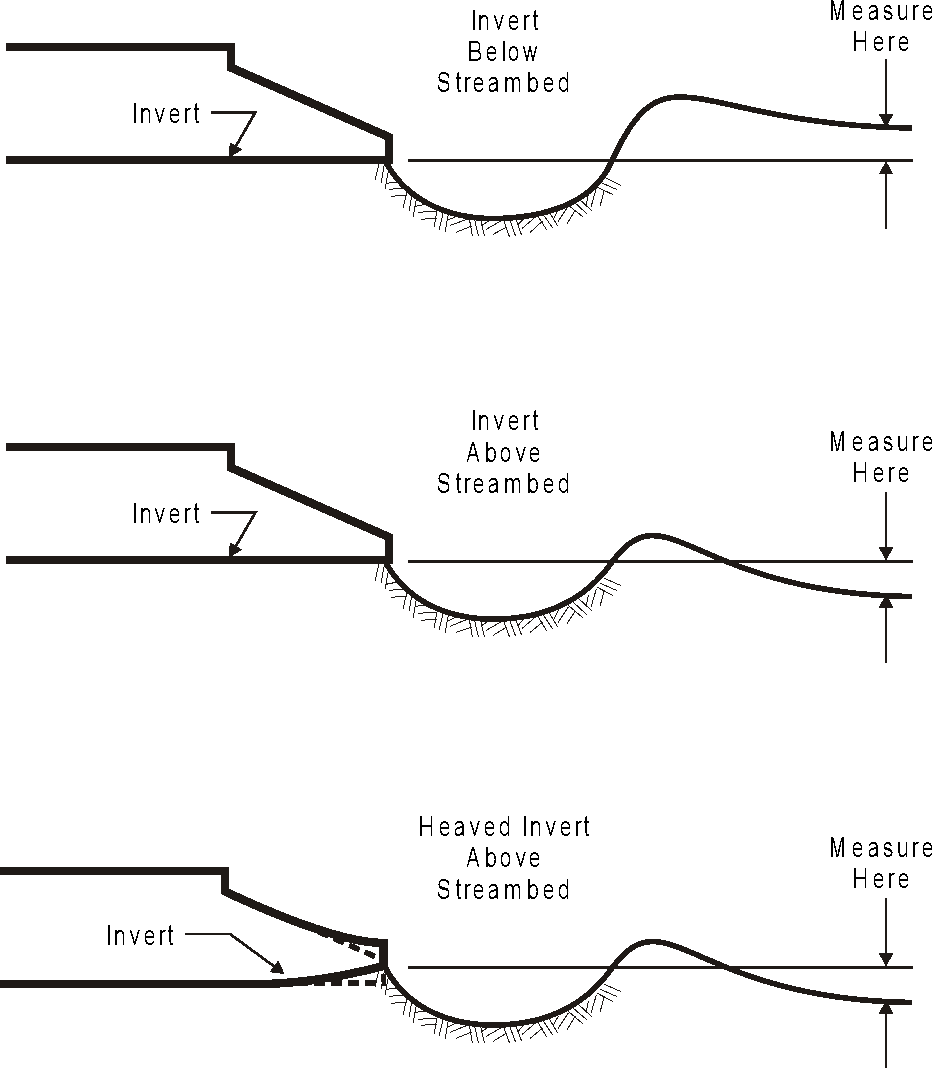 Invert
Below
Streambed
Measure
Here
Invert
Invert
Above
Streambed
Measure
Here
Invert
Heaved Invert
Above
Streambed
Measure
Here
Invert